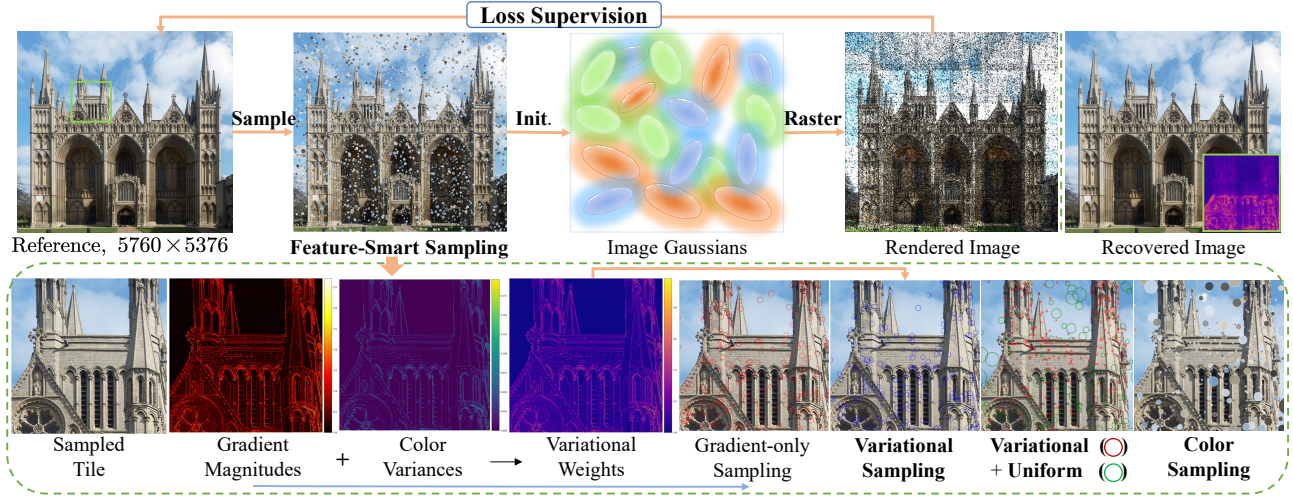 Loss Supervision
Sample
Init.
Raster
Reference, 5760×5376
Feature-Smart Sampling
Image Gaussians
Rendered Image
Recovered Image
Sampled
Tile
Gradient
Magnitudes
+
Color
Variances
Variational
Weights
Gradient-only
Sampling
Variational
Sampling
Variational (○)
+ Uniform (○)
Color
Sampling